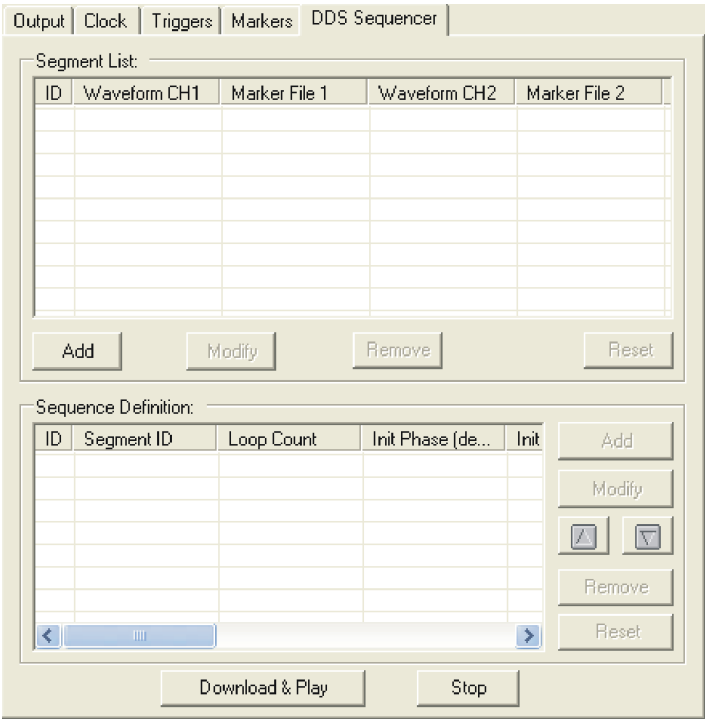 Output Clock Triggers Markers DDS Sequencer
Segment List:
ID Waveform CH1 Marker File 1 Waveform CH2 Marker File 2
Add Modify Remove Reset
Sequence Definition:
ID Segment ID Loop Count Init Phase (de... Init
Add
Modify
Remove
Reset
Download & Play Stop